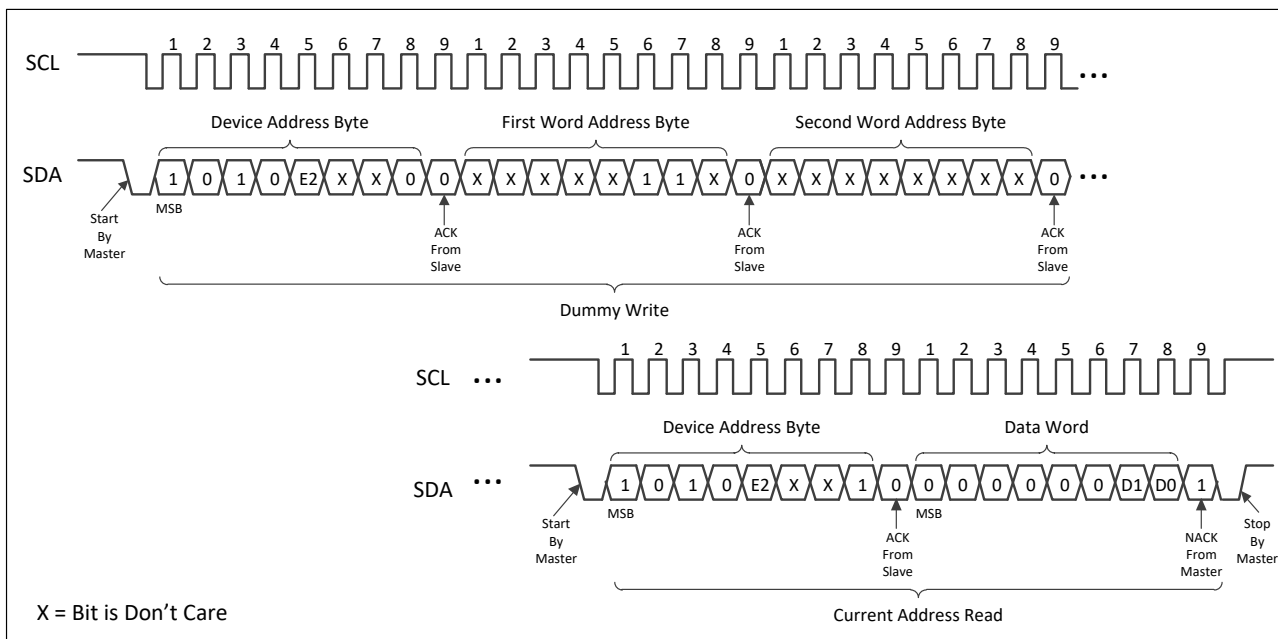 1 2 3 4 5 6 7 8 9 1 2 3 4 5 6 7 8 9 1 2 3 4 5 6 7 8 9
SCL ...
Device Address Byte First Word Address Byte Second Word Address Byte
SDA 1 0 1 0 E2 X X 0 0 X X X X X 1 1 X 0 X X X X X X X X 0 ...
MSB
Start
By
Master
ACK
From
Slave
ACK
From
Slave
ACK
From
Slave
Dummy Write
1 2 3 4 5 6 7 8 9 1 2 3 4 5 6 7 8 9
SCL ...
Device Address Byte Data Word
SDA ... 1 0 1 0 E2 X X 1 0 0 0 0 0 0 0 D1 D0 1
MSB MSB
Start
By
Master
ACK
From
Slave
NACK
From
Master
Stop
By
Master
Current Address Read
X = Bit is Don't Care